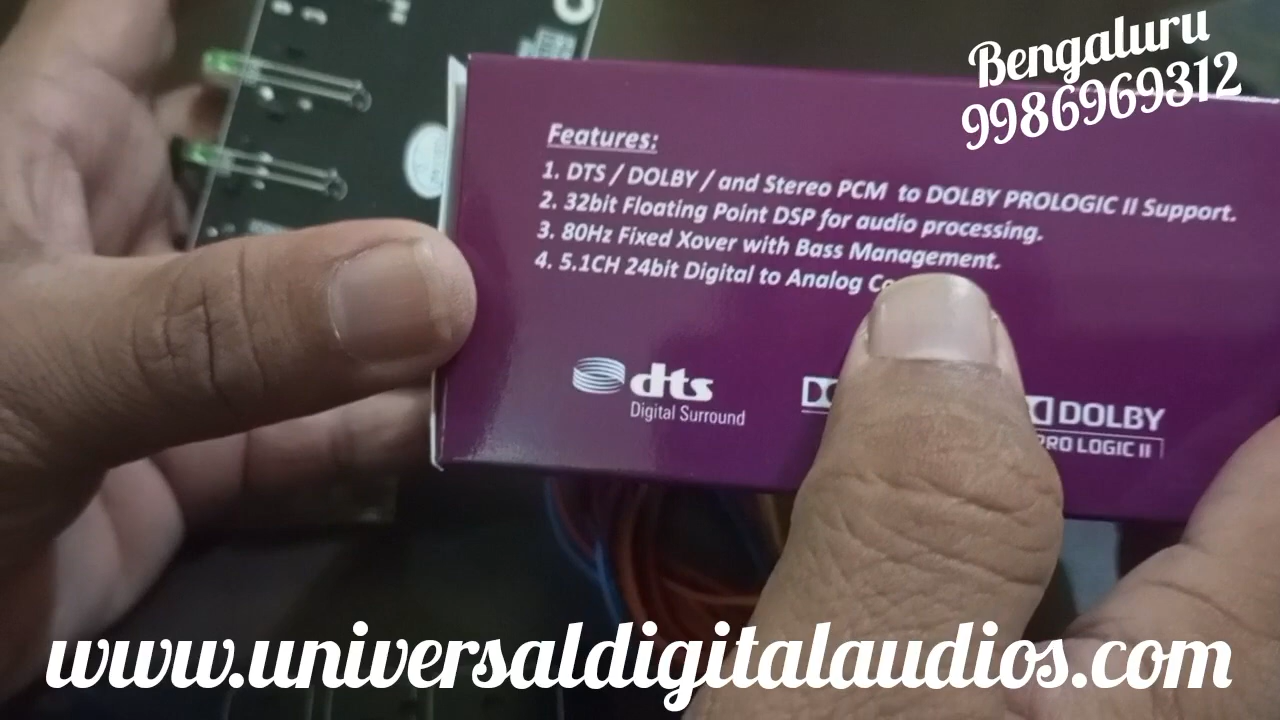 Bengaluru
9986969312
Features:
1. DTS / DOLBY / and Stereo PCM to DOLBY PROLOGIC II Support.
2. 32bit Floating Point DSP for audio processing.
3. 80Hz Fixed Xover with Bass Management.
4. 5.1CH 24bit Digital to Analog
dts
Digital Surround
DOLBY
PRO LOGIC II
www.universaldigitalaudios.com